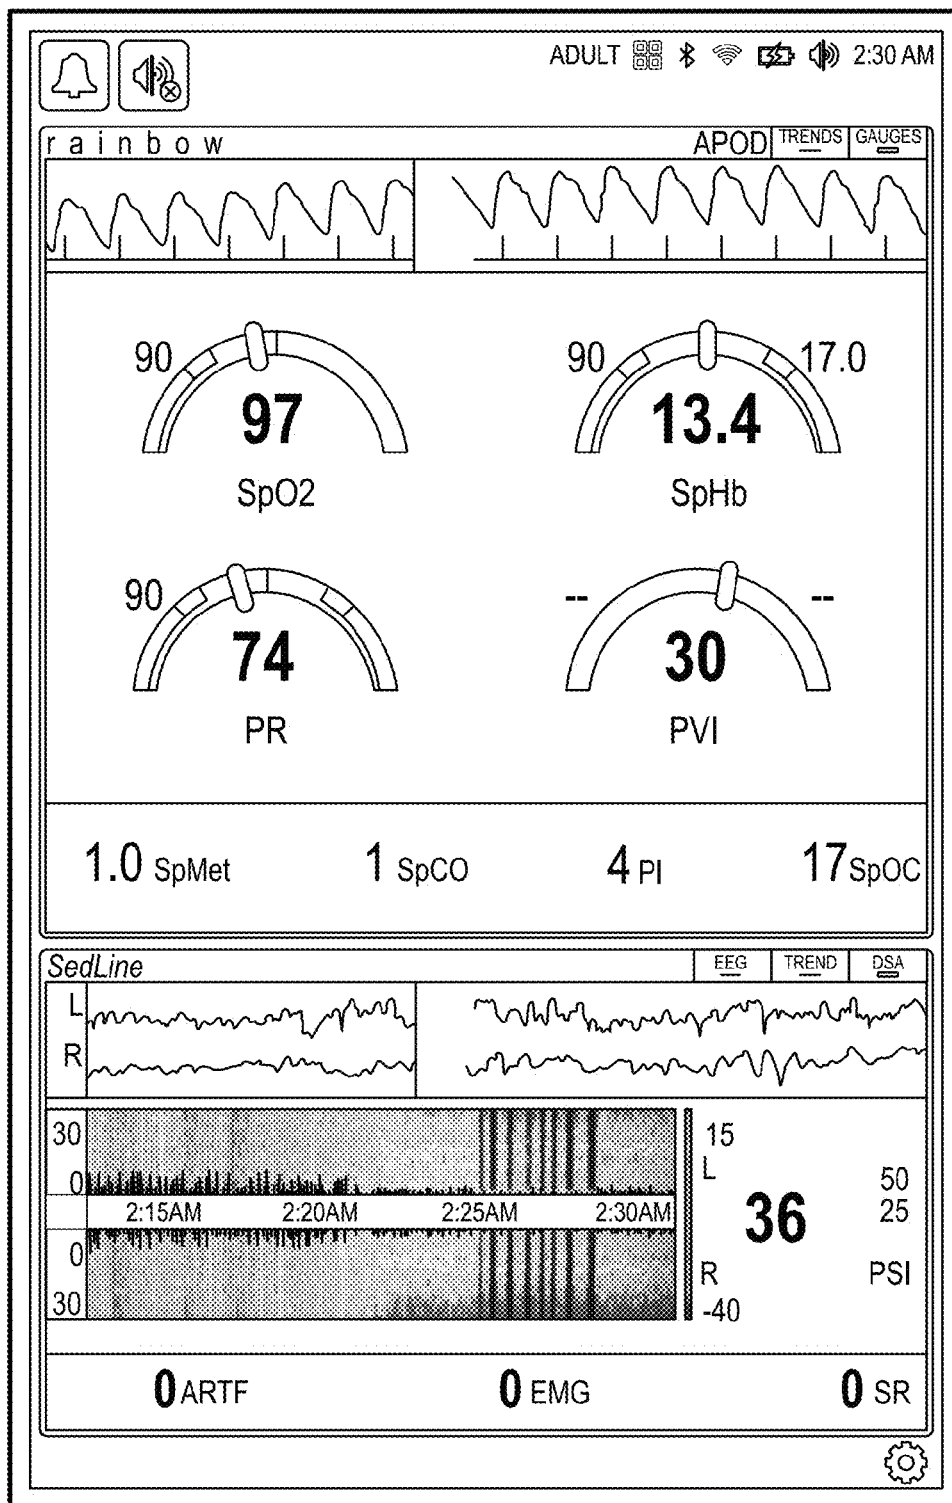 ADULT 2:30 AM
rainbow APOD TRENDS GAUGES
90 90 17.0
97 13.4
SpO2 SpHb
90 -- --
74 30
PR PVI
1.0 SpMet 1 SpCO 4 PI 17 SpOC
SedLine EEG TREND DSA
L
R
30 15
L
0 50
2:15AM 2:20AM 2:25AM 2:30AM 36 25
0
R PSI
30 -40
0 ARTF 0 EMG 0 SR